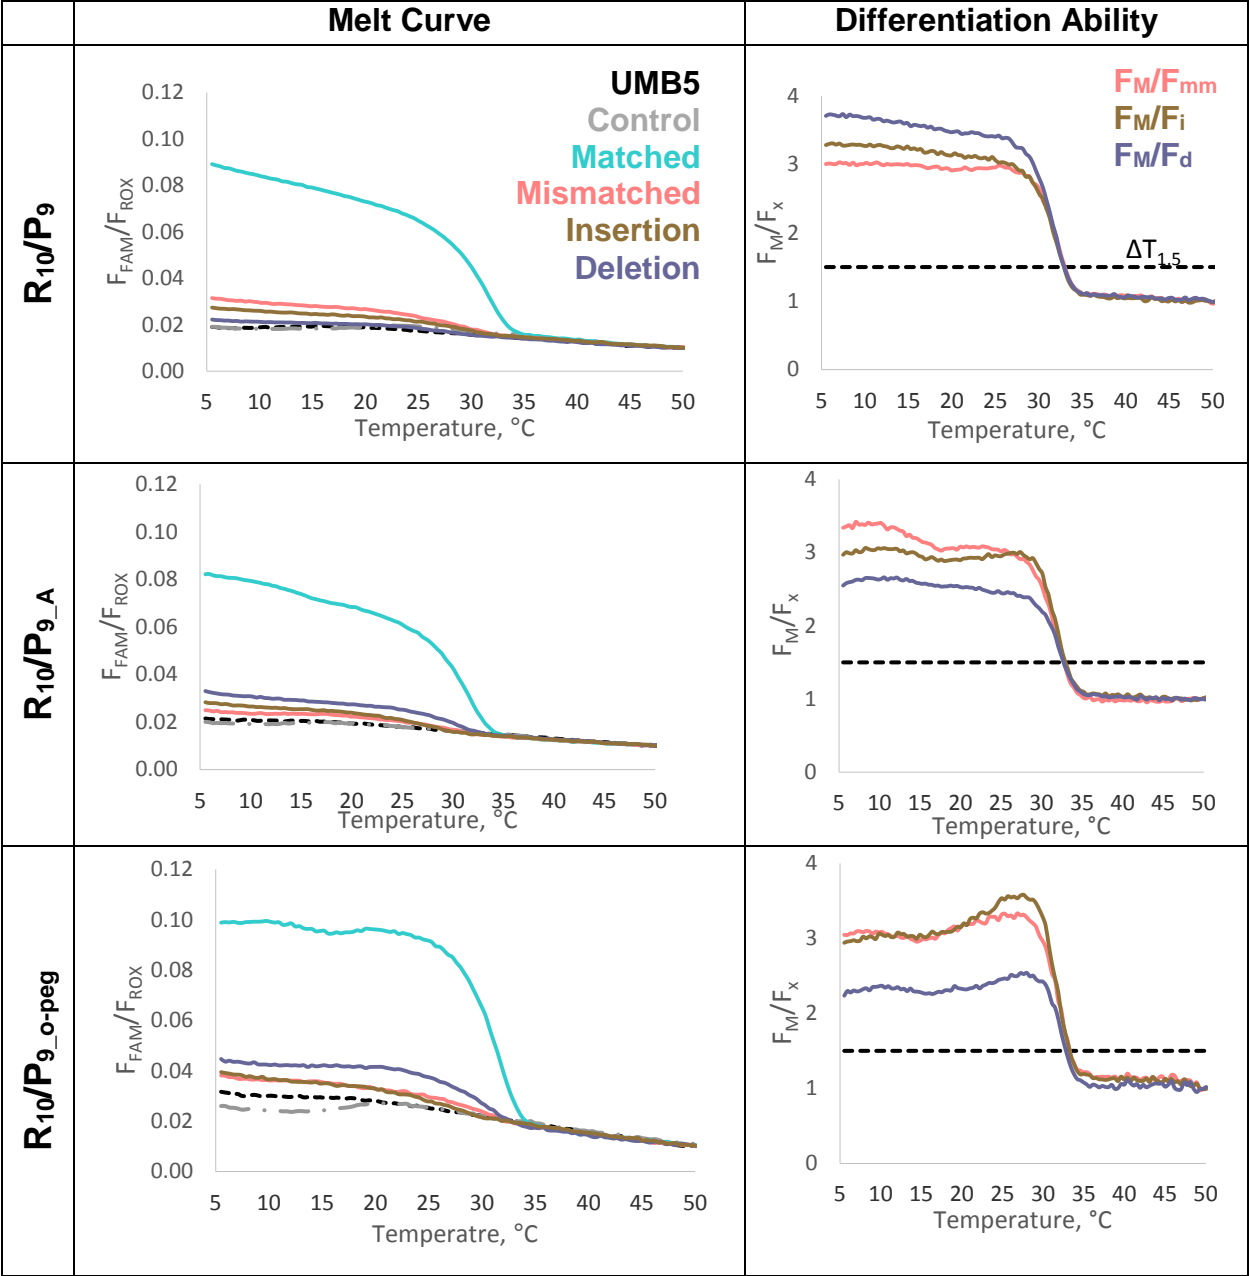 Melt Curve
Differentiation Ability
R10/P9
0.12
0.10
0.08
0.06
0.04
0.02
0.00
FFAM/FROX
UMB5
Control
Matched
Mismatched
Insertion
Deletion
5 10 15 20 25 30 35 40 45 50
Temperature, °C
4
3
2
1
0
FM/Fx
FM/Fmm
FM/Fi
FM/Fd
ΔT1.5
5 10 15 20 25 30 35 40 45 50
Temperature, °C
R10/P9_A
0.12
0.10
0.08
0.06
0.04
0.02
0.00
FFAM/FROX
5 10 15 20 25 30 35 40 45 50
Temperature, °C
4
3
2
1
0
FM/Fx
5 10 15 20 25 30 35 40 45 50
Temperature, °C
R10/P9_o-peg
0.12
0.10
0.08
0.06
0.04
0.02
0.00
FFAM/FROX
5 10 15 20 25 30 35 40 45 50
Temperatre, °C
4
3
2
1
0
FM/Fx
5 10 15 20 25 30 35 40 45 50
Temperature, °C